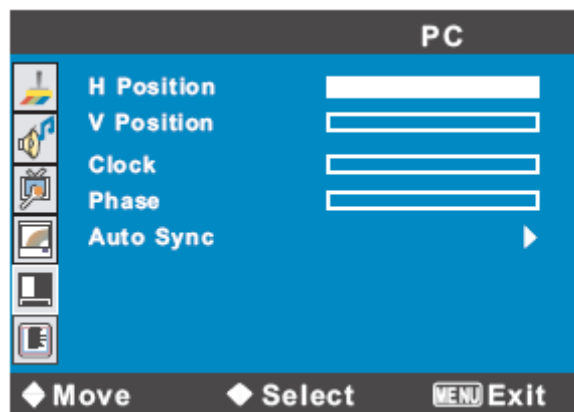 PC
H Position
V Position
Clock
Phase
Auto Sync
Move Select MENU Exit